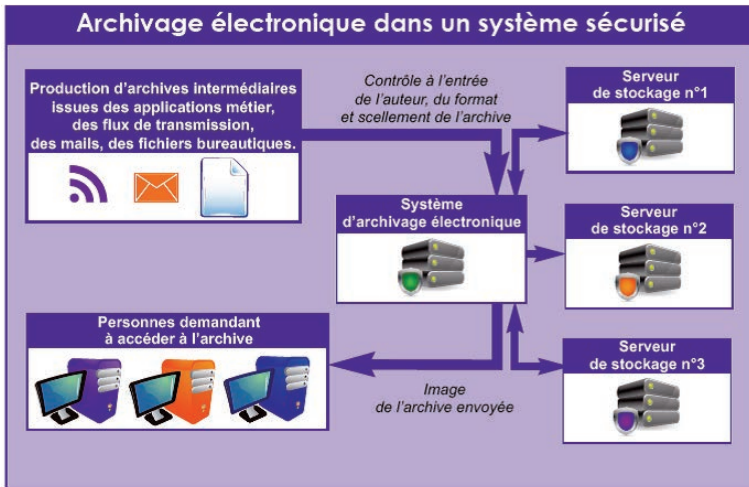 Archivage électronique dans un système sécurisé
Production d'archives intermédiaires
issues des applications métier,
des flux de transmission,
des mails, des fichiers bureautiques.
Contrôle à l'entrée
de l'auteur, du format
et scellement de l'archive
Serveur
de stockage n°1
Système
d'archivage électronique
Serveur
de stockage n°2
Personnes demandant
à accéder à l'archive
Image
de l'archive envoyée
Serveur
de stockage n°3